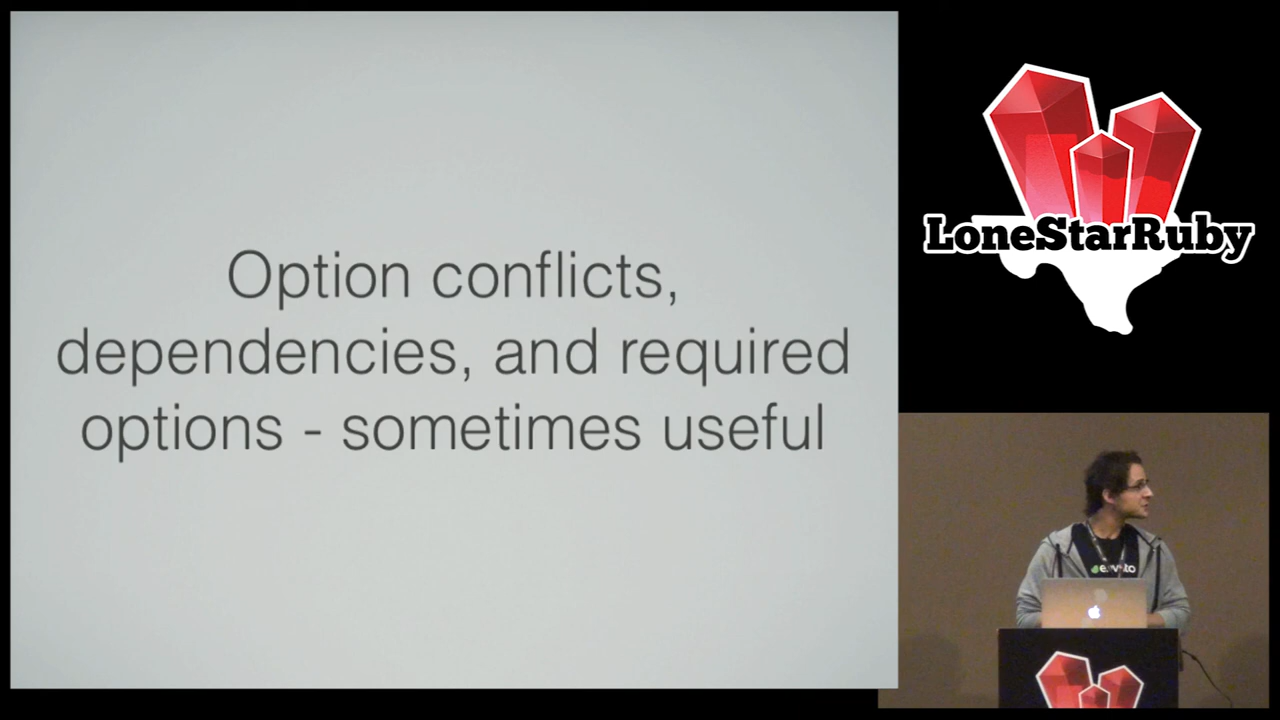 Option conflicts,
dependencies, and required
options - sometimes useful
LoneStarRuby
envato